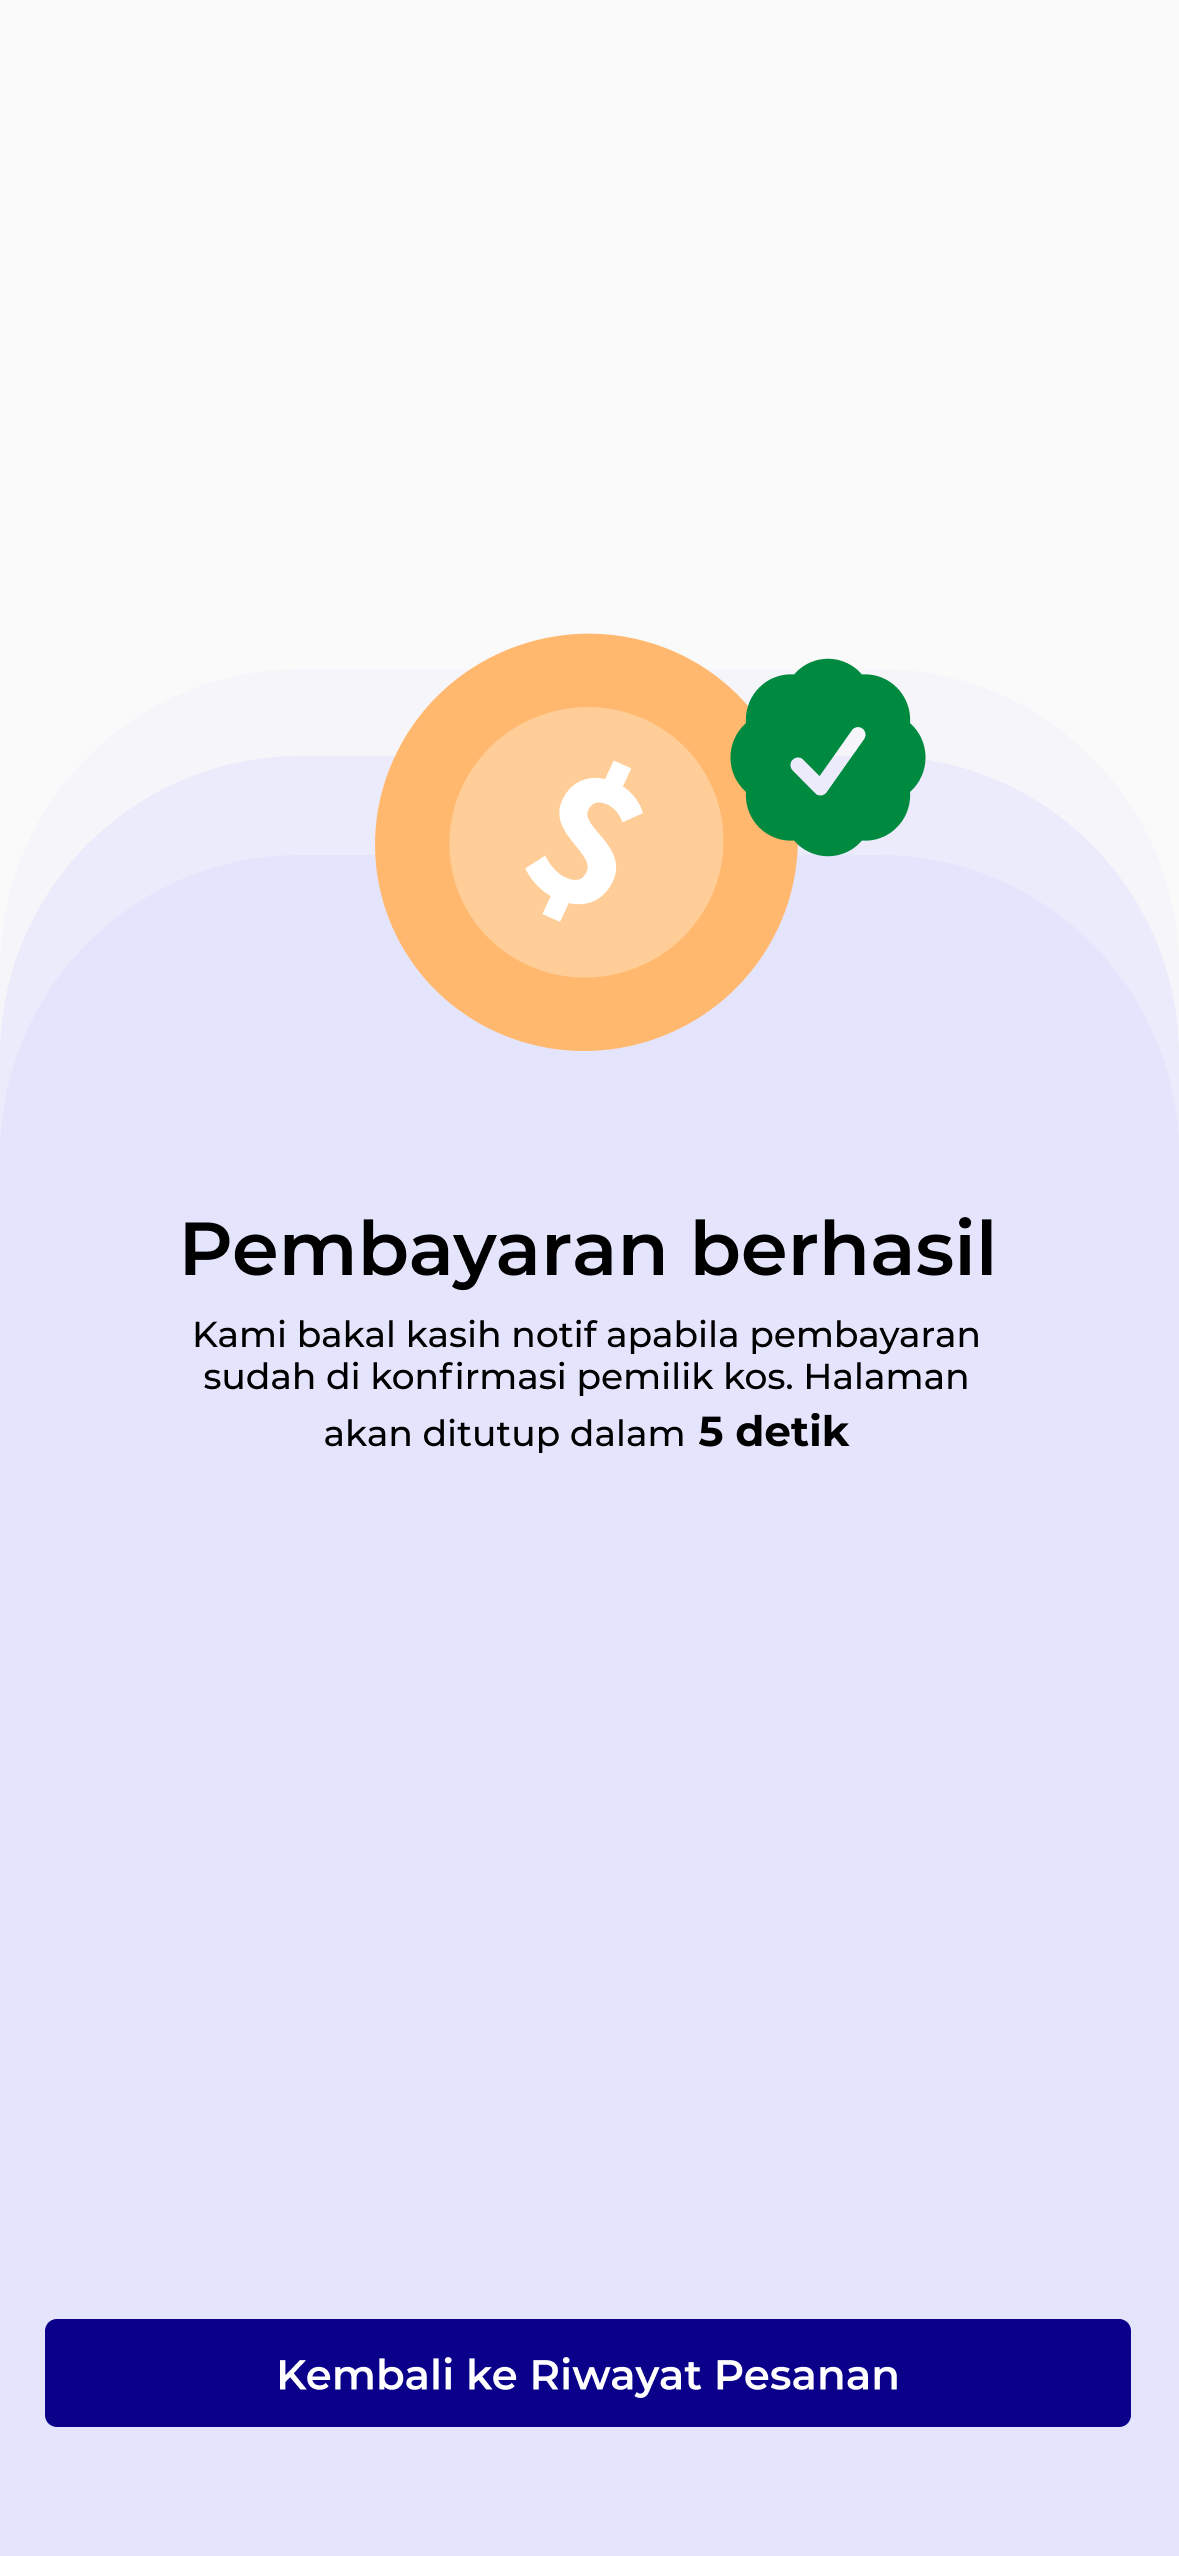 $
Pembayaran berhasil
Kami bakal kasih notif apabila pembayaran
sudah di konfirmasi pemilik kos. Halaman
akan ditutup dalam 5 detik
Kembali ke Riwayat Pesanan